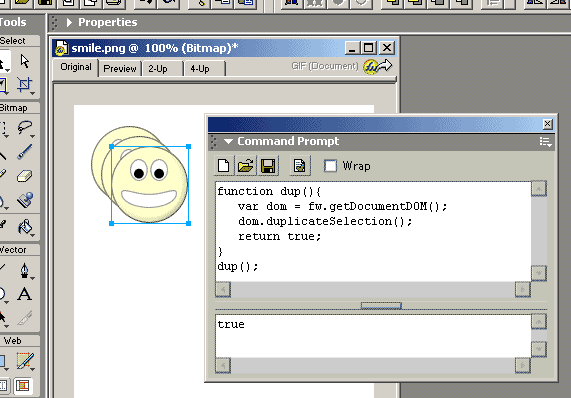 Tools
Properties
Select
smile.png @ 100% (Bitmap)*
Original
Preview
2-Up
4-Up
GIF (Document)
Bitmap
Command Prompt
Wrap
function dup(){
var dom = fw.getDocumentDOM();
dom.duplicateSelection();
return true;
}
dup();
Vector
A
true
Web